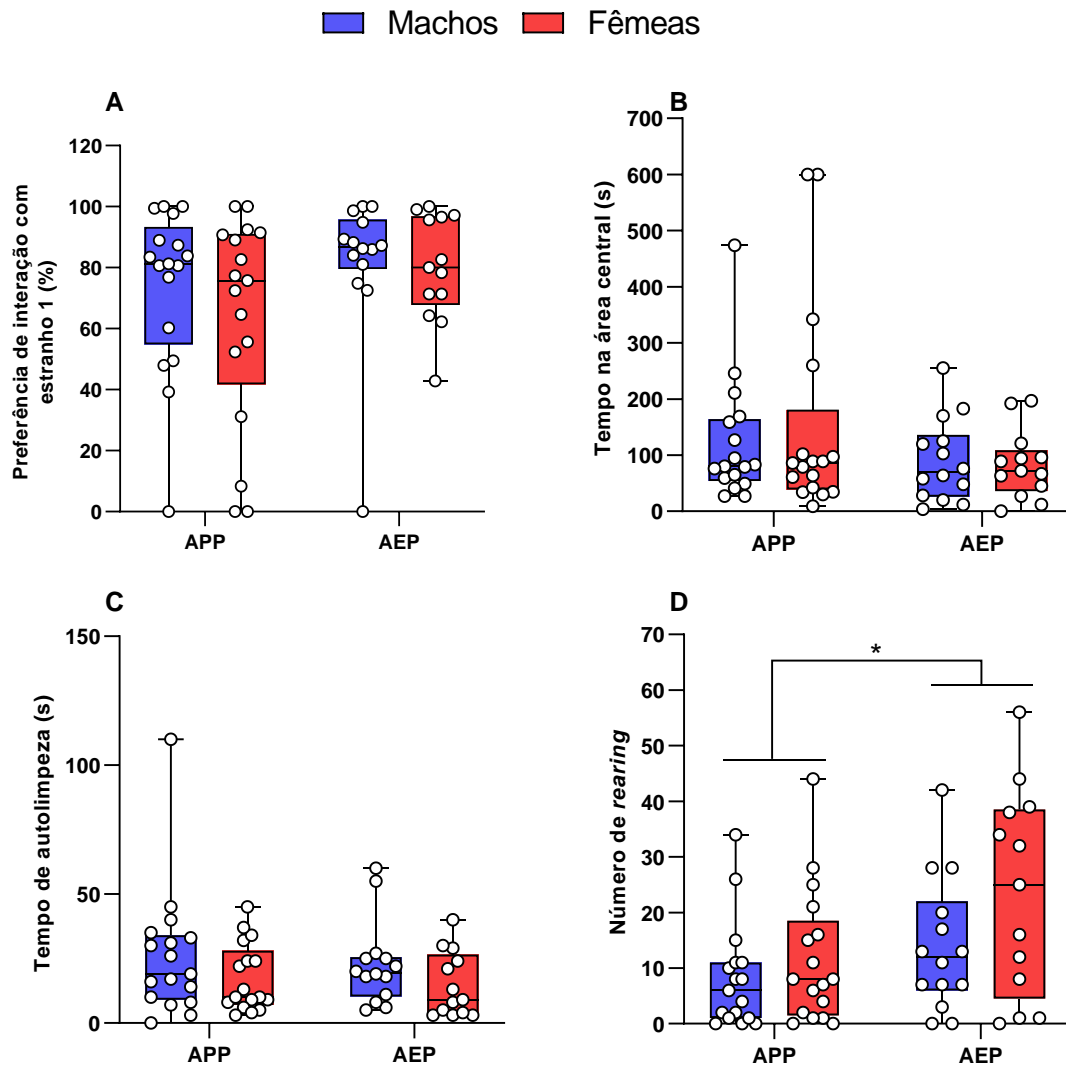 Machos Fêmeas
A
Preferência de interação com
estranho 1 (%)
120
100
80
60
40
20
0
APP AEP
B
Tempo na área central (s)
700
600
500
400
300
200
100
0
APP AEP
C
Tempo de autolimpeza (s)
150
100
50
0
APP AEP
D
Número de rearing
70
60
50
40
30
20
10
0
*
APP AEP